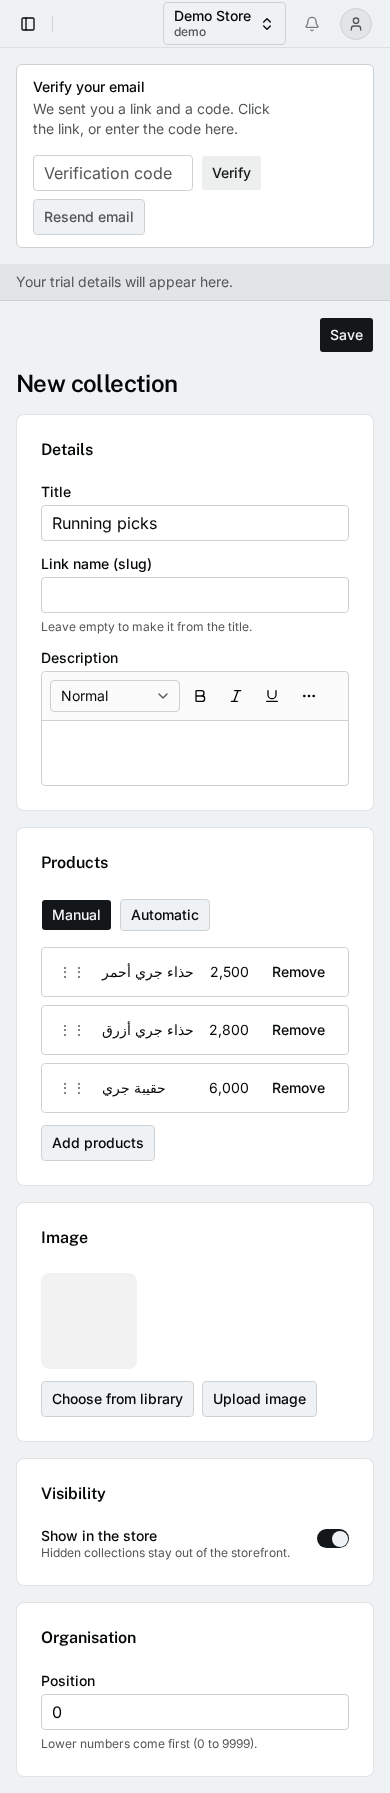 Demo Store
demo
Verify your email
We sent you a link and a code. Click
the link, or enter the code here.
Verification code
Verify
Resend email
Your trial details will appear here.
Save
New collection
Details
Title
Running picks
Link name (slug)
Leave empty to make it from the title.
Description
Normal
Products
Manual
Automatic
حذاء جري أحمر 2,500 Remove
حذاء جري أزرق 2,800 Remove
حقيبة جري 6,000 Remove
Add products
Image
Choose from library
Upload image
Visibility
Show in the store
Hidden collections stay out of the storefront.
Organisation
Position
0
Lower numbers come first (0 to 9999).